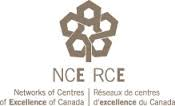 NCE RCE
Networks of Centres
of Excellence of Canada
Réseaux de centres
d'excellence du Canada